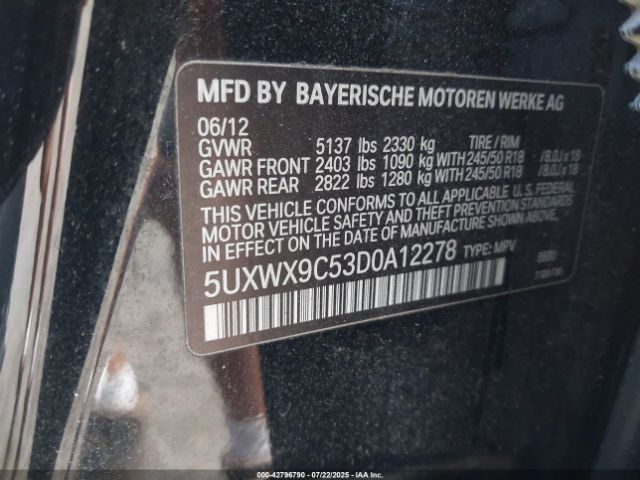 MFD BY BAYERISCHE MOTOREN WERKE AG
06/12
GVWR 5137 lbs 2330 kg TIRE / RIM
GAWR FRONT 2403 lbs 1090 kg WITH 245/50 R18 / 8.0J x 18
GAWR REAR 2822 lbs 1280 kg WITH 245/50 R18 / 8.0J x 18
THIS VEHICLE CONFORMS TO ALL APPLICABLE U. S. FEDERAL
MOTOR VEHICLE SAFETY AND THEFT PREVENTION STANDARDS
IN EFFECT ON THE DATE OF MANUFACTURE SHOWN ABOVE.
5UXWX9C53D0A12278 TYPE: MPV
000-42796790 - 07/22/2025 - IAA Inc.